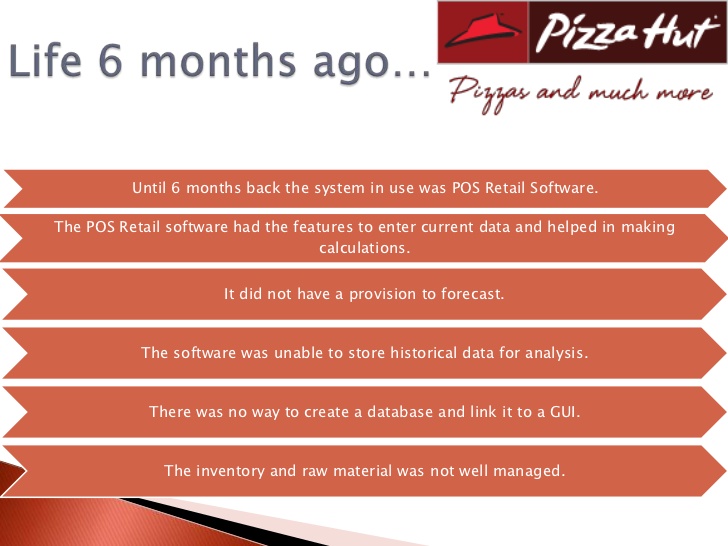 Life 6 months ago...
Pizza Hut
Pizzas and much more
Until 6 months back the system in use was POS Retail Software.
The POS Retail software had the features to enter current data and helped in making
calculations.
It did not have a provision to forecast.
The software was unable to store historical data for analysis.
There was no way to create a database and link it to a GUI.
The inventory and raw material was not well managed.